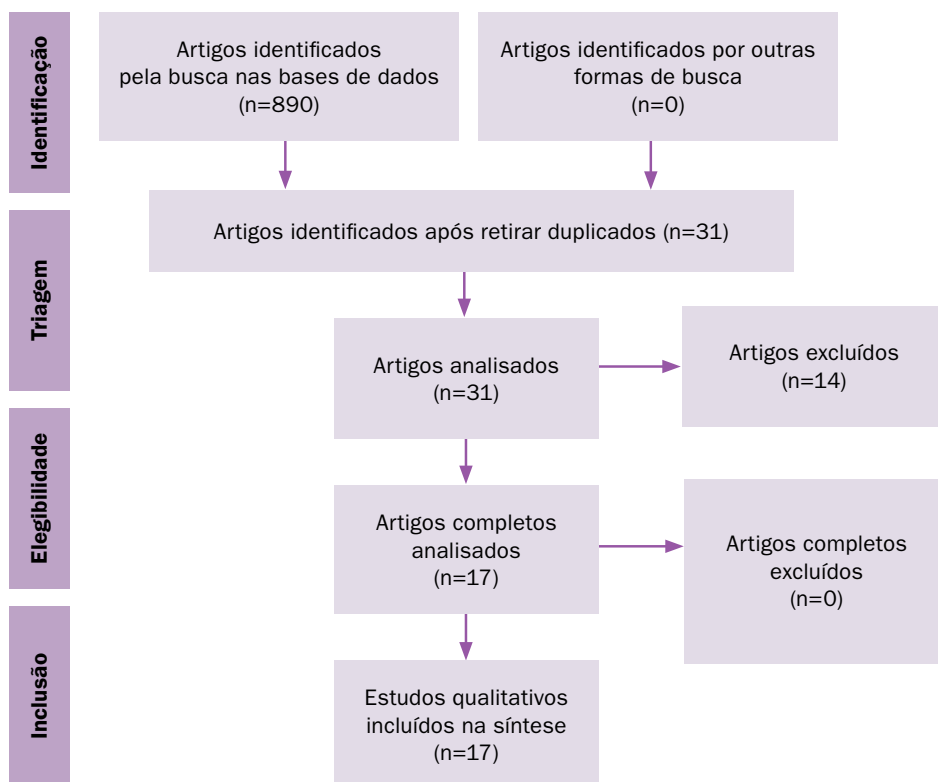 Identificação
Artigos identificados
pela busca nas bases de dados
(n=890)
Artigos identificados por outras
formas de busca
(n=0)
Triagem
Artigos identificados após retirar duplicados (n=31)
Artigos analisados
(n=31)
Artigos excluídos
(n=14)
Elegibilidade
Artigos completos
analisados
(n=17)
Artigos completos
excluídos
(n=0)
Inclusão
Estudos qualitativos
incluídos na síntese
(n=17)